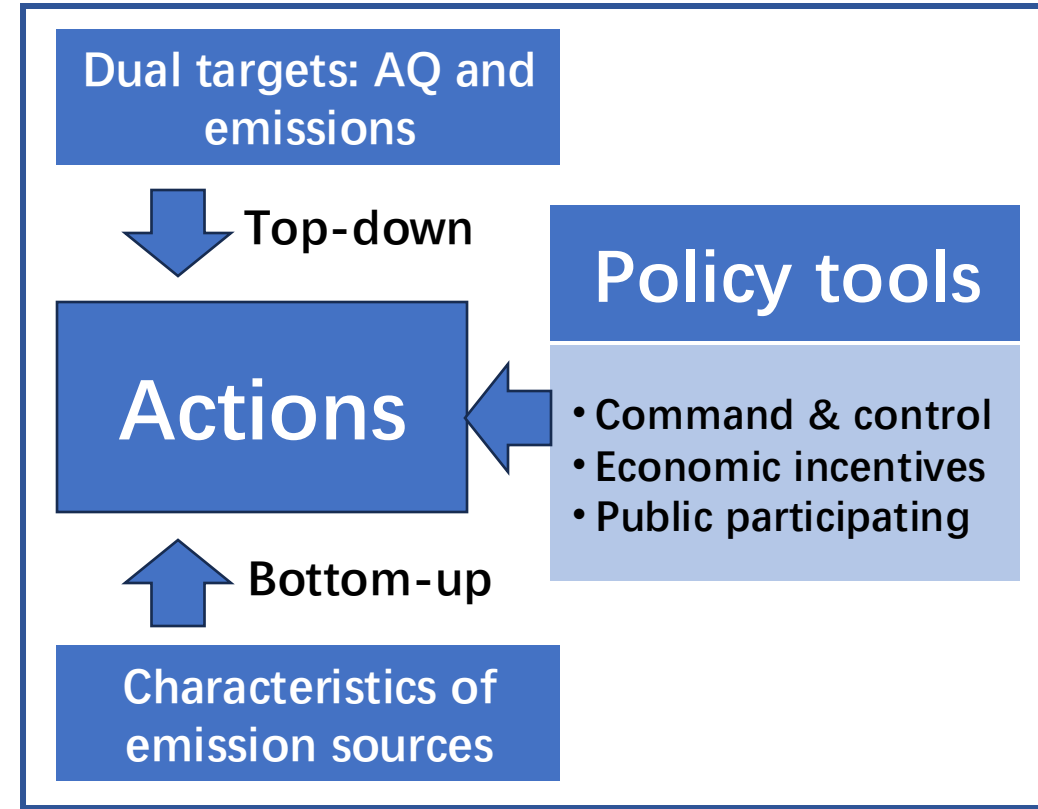 Dual targets: AQ and
emissions
Top-down
Policy tools
Actions
• Command & control
• Economic incentives
• Public participating
Bottom-up
Characteristics of
emission sources